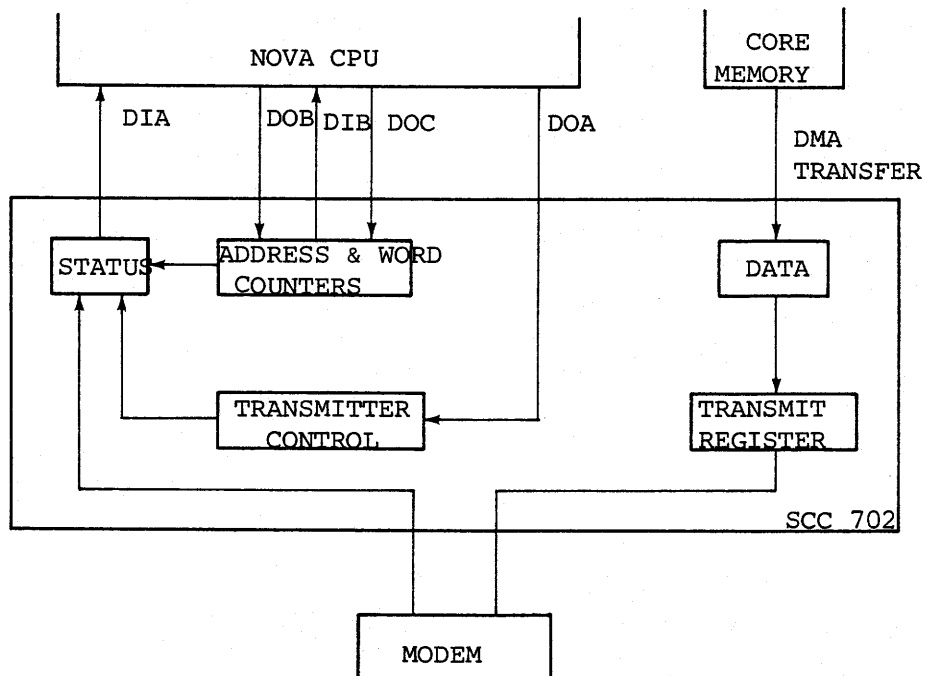 NOVA CPU
CORE
MEMORY
DIA
DOB
DIB
DOC
DOA
DMA
TRANSFER
STATUS
ADDRESS & WORD
COUNTERS
DATA
TRANSMITTER
CONTROL
TRANSMIT
REGISTER
SCC 702
MODEM